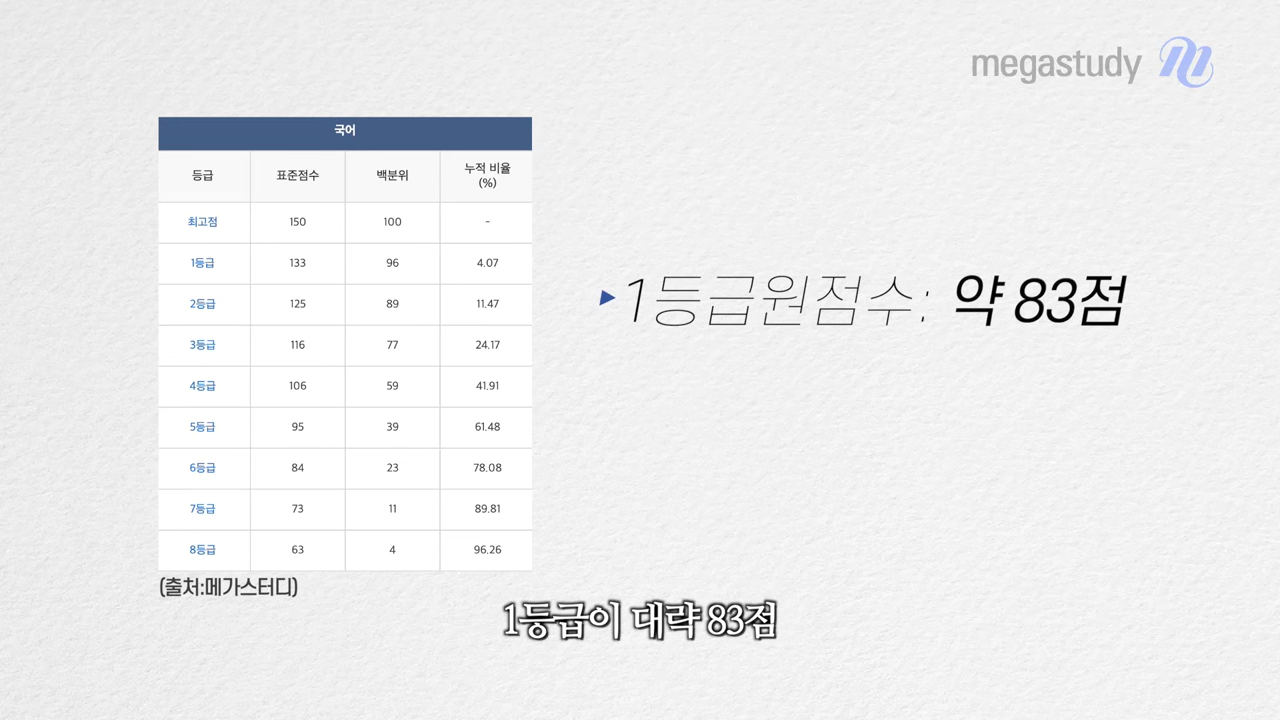 megastudy
국어
등급 표준점수 백분위 누적 비율
(%)
최고점 150 100 -
1등급 133 96 4.07
2등급 125 89 11.47
3등급 116 77 24.17
4등급 106 59 41.91
5등급 95 39 61.48
6등급 84 23 78.08
7등급 73 11 89.81
8등급 63 4 96.26
(출처:메가스터디)
▶1등급원점수: 약 83점
1등급이 대략 83점